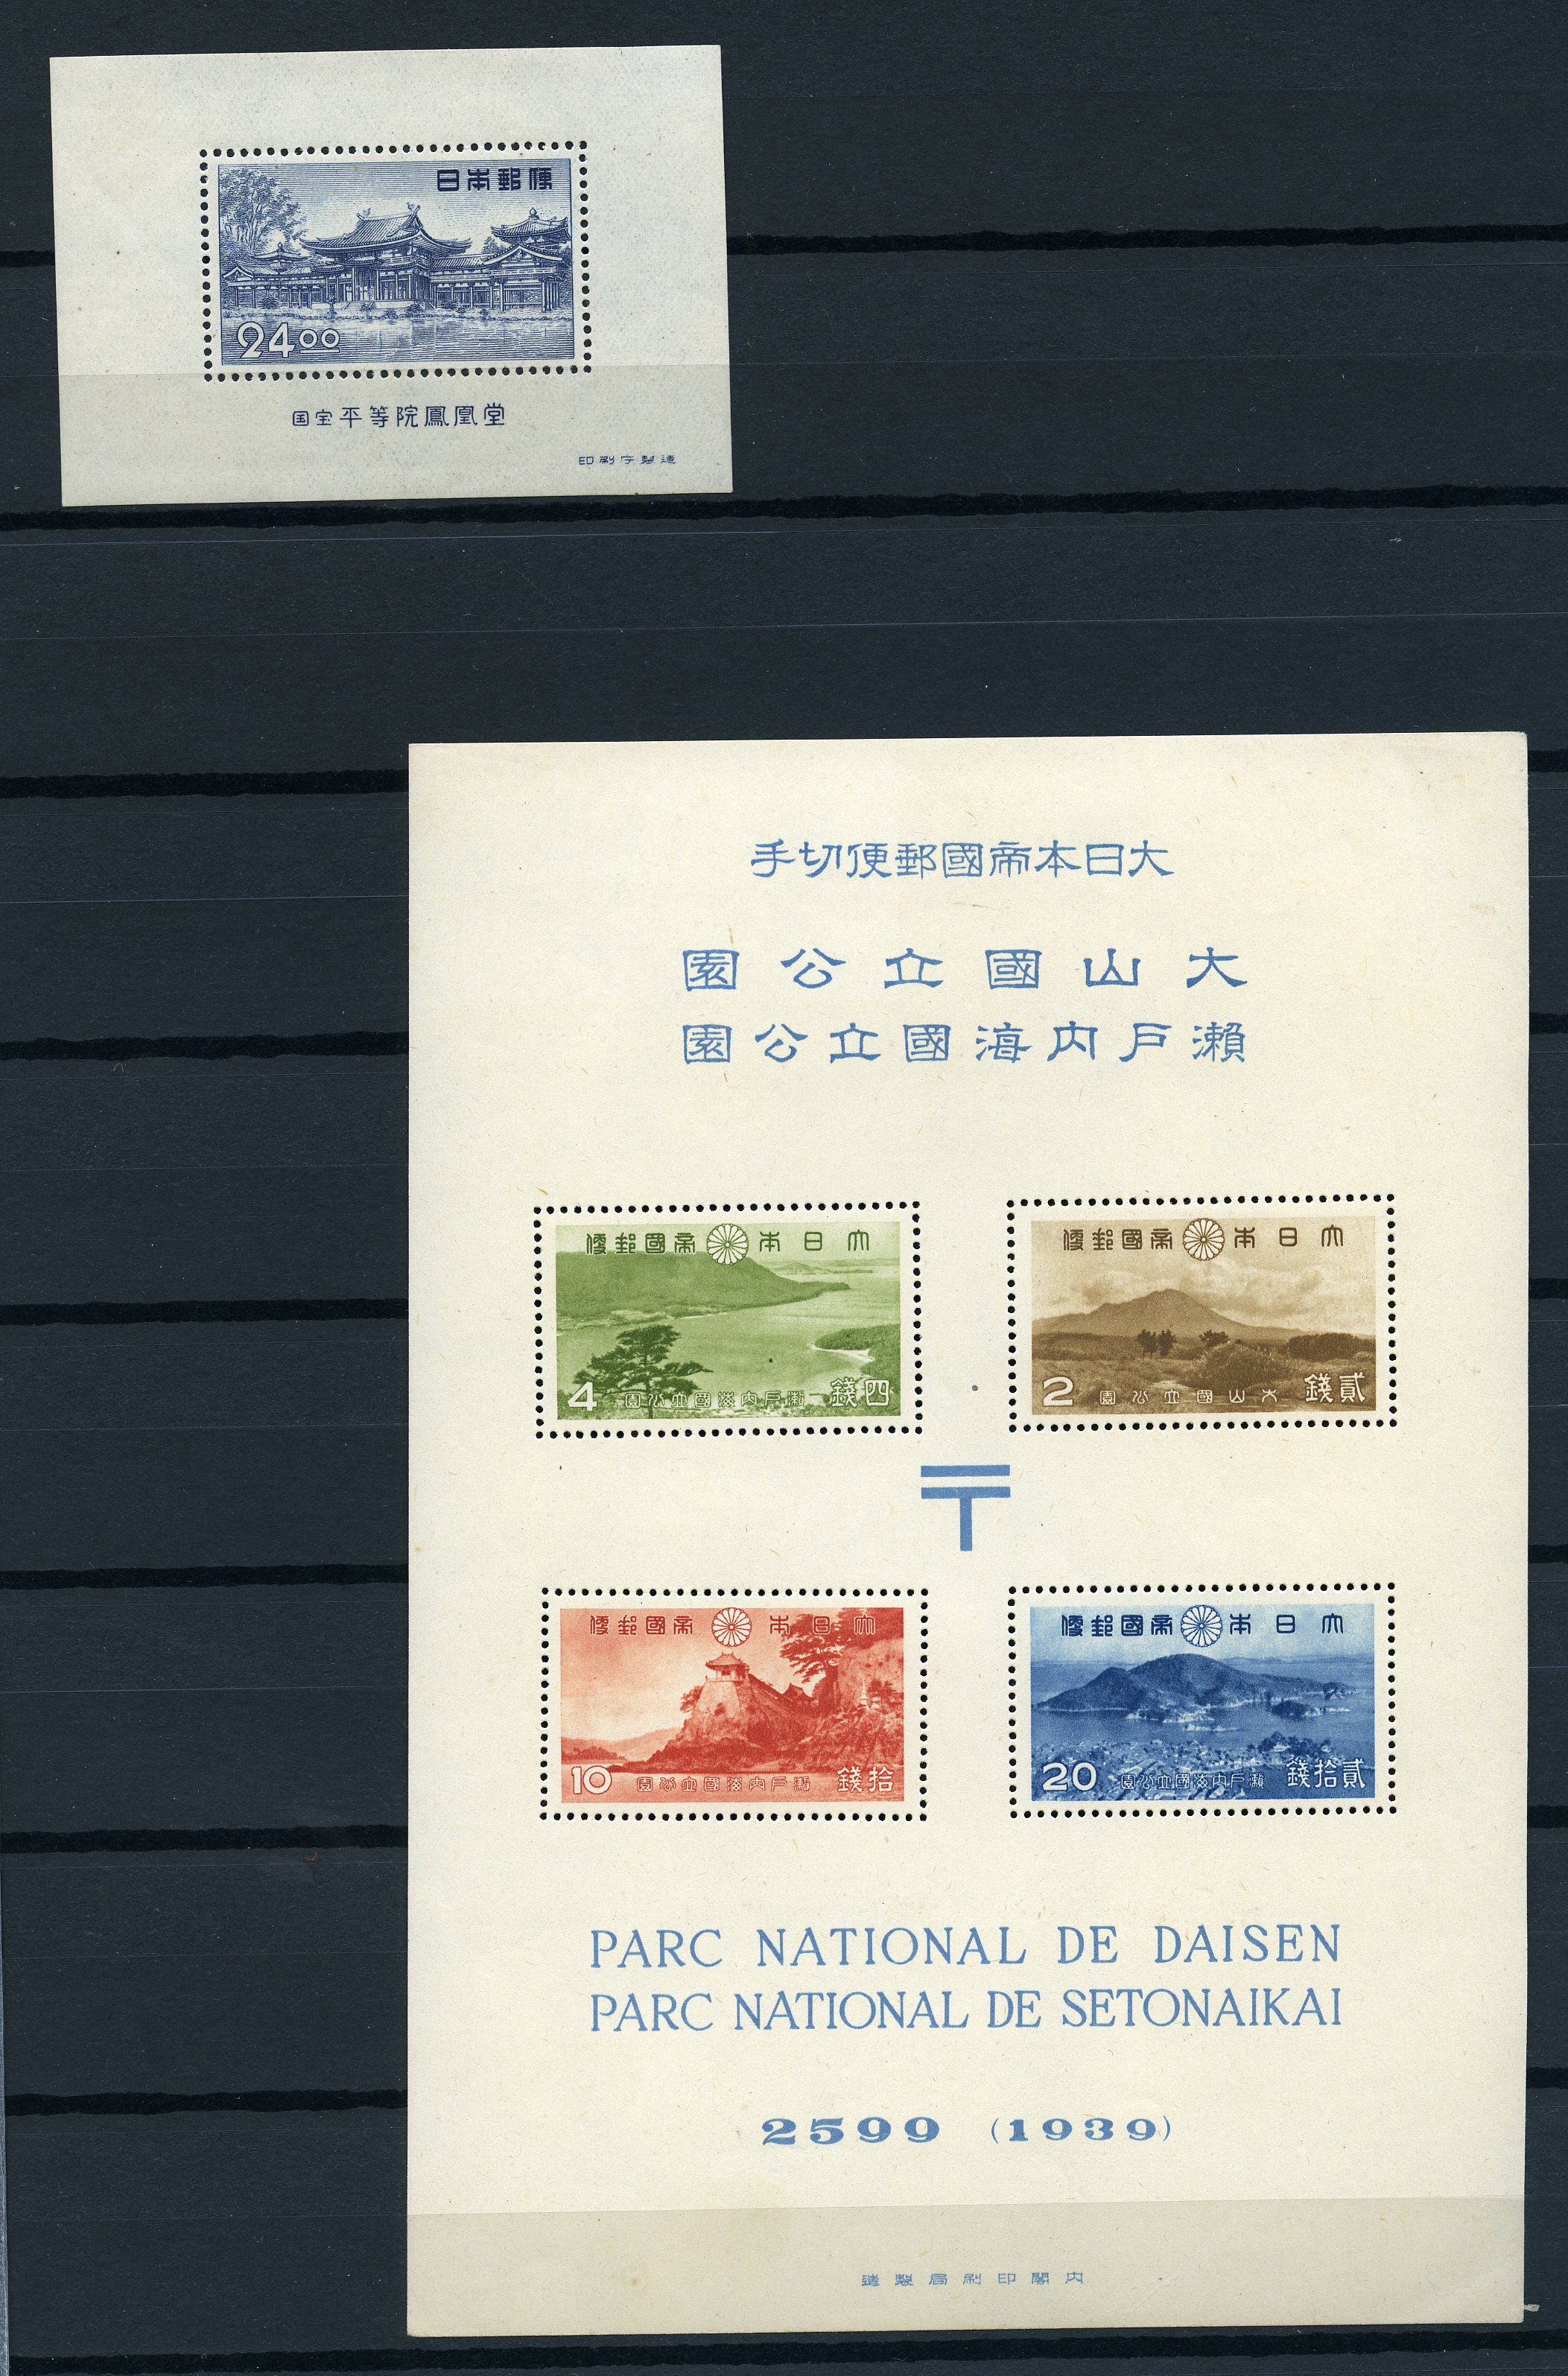 日本郵便
2400
国宝平等院鳳凰堂
印刷庁製造
大日本帝國郵便切手
大山國立公園
瀨戸内海國立公園
大日本帝國郵便
4 瀨戸内海國立公園 四錢
大日本帝國郵便
2 大山國立公園 貳錢
〒
大日本帝國郵便
10 瀨戸内海國立公園 拾錢
大日本帝國郵便
20 瀨戸内海國立公園 貳拾錢
PARC NATIONAL DE DAISEN
PARC NATIONAL DE SETONAIKAI
2599 (1939)
内閣印刷局製造